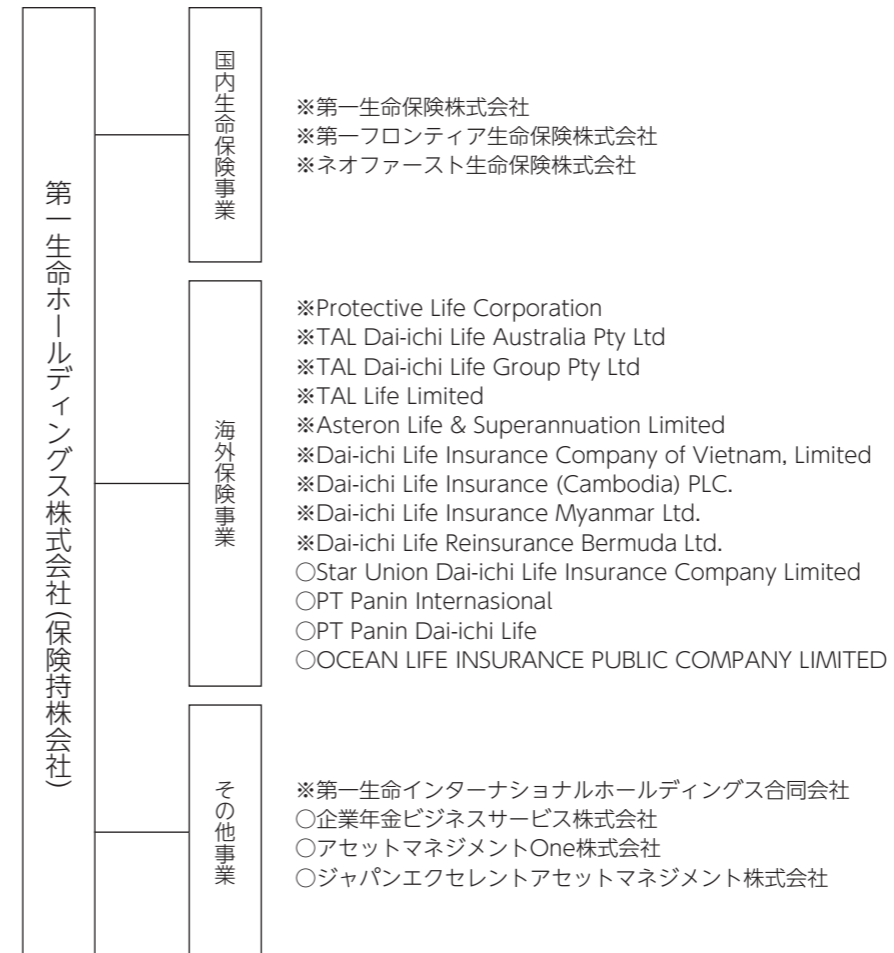 第一生命ホールディングス株式会社(保険持株会社)
国内生命保険事業
※第一生命保険株式会社
※第一フロンティア生命保険株式会社
※ネオファースト生命保険株式会社
海外保険事業
※Protective Life Corporation
※TAL Dai-ichi Life Australia Pty Ltd
※TAL Dai-ichi Life Group Pty Ltd
※TAL Life Limited
※Asteron Life & Superannuation Limited
※Dai-ichi Life Insurance Company of Vietnam, Limited
※Dai-ichi Life Insurance (Cambodia) PLC.
※Dai-ichi Life Insurance Myanmar Ltd.
※Dai-ichi Life Reinsurance Bermuda Ltd.
○Star Union Dai-ichi Life Insurance Company Limited
○PT Panin Internasional
○PT Panin Dai-ichi Life
○OCEAN LIFE INSURANCE PUBLIC COMPANY LIMITED
その他事業
※第一生命インターナショナルホールディングス合同会社
○企業年金ビジネスサービス株式会社
○アセットマネジメントOne株式会社
○ジャパンエクセレントアセットマネジメント株式会社